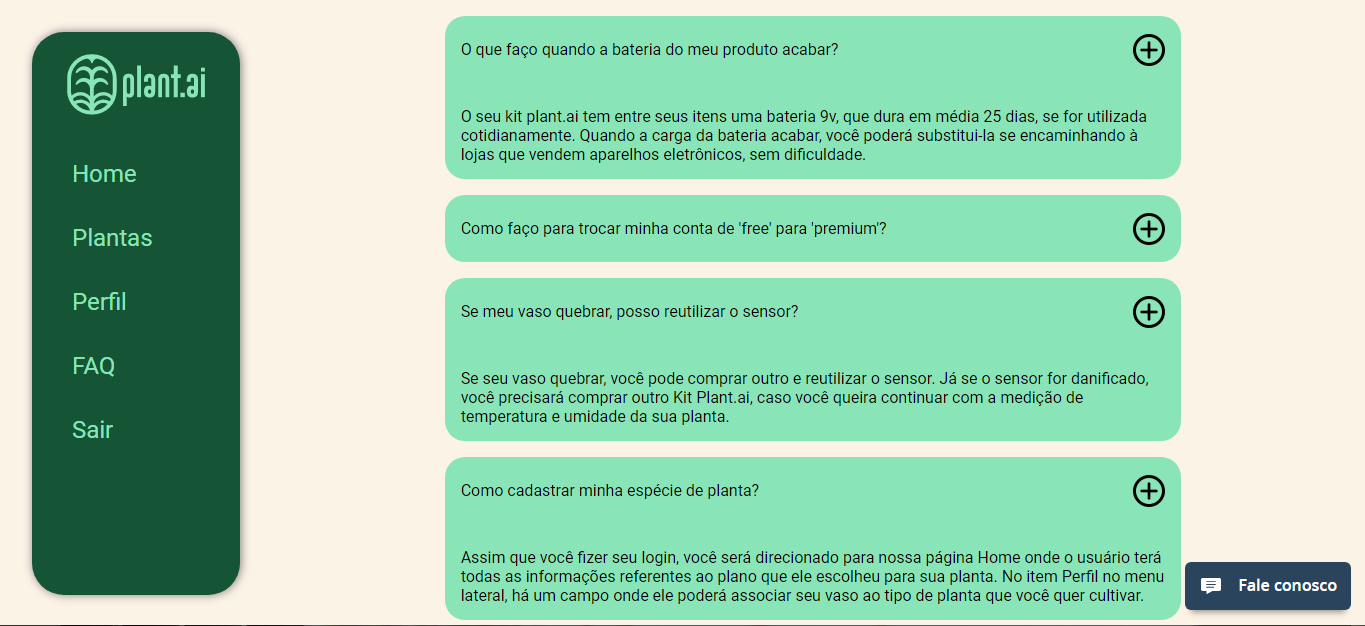 plant.ai
Home
Plantas
Perfil
FAQ
Sair
O que faço quando a bateria do meu produto acabar?
O seu kit plant.ai tem entre seus itens uma bateria 9v, que dura em média 25 dias, se for utilizada
cotidianamente. Quando a carga da bateria acabar, você poderá substitui-la se encaminhando à
lojas que vendem aparelhos eletrônicos, sem dificuldade.
Como faço para trocar minha conta de 'free' para 'premium'?
Se meu vaso quebrar, posso reutilizar o sensor?
Se seu vaso quebrar, você pode comprar outro e reutilizar o sensor. Já se o sensor for danificado,
você precisará comprar outro Kit Plant.ai, caso você queira continuar com a medição de
temperatura e umidade da sua planta.
Como cadastrar minha espécie de planta?
Assim que você fizer seu login, você será direcionado para nossa página Home onde o usuário terá
todas as informações referentes ao plano que ele escolheu para sua planta. No item Perfil no menu
lateral, há um campo onde ele poderá associar seu vaso ao tipo de planta que você quer cultivar.
Fale conosco